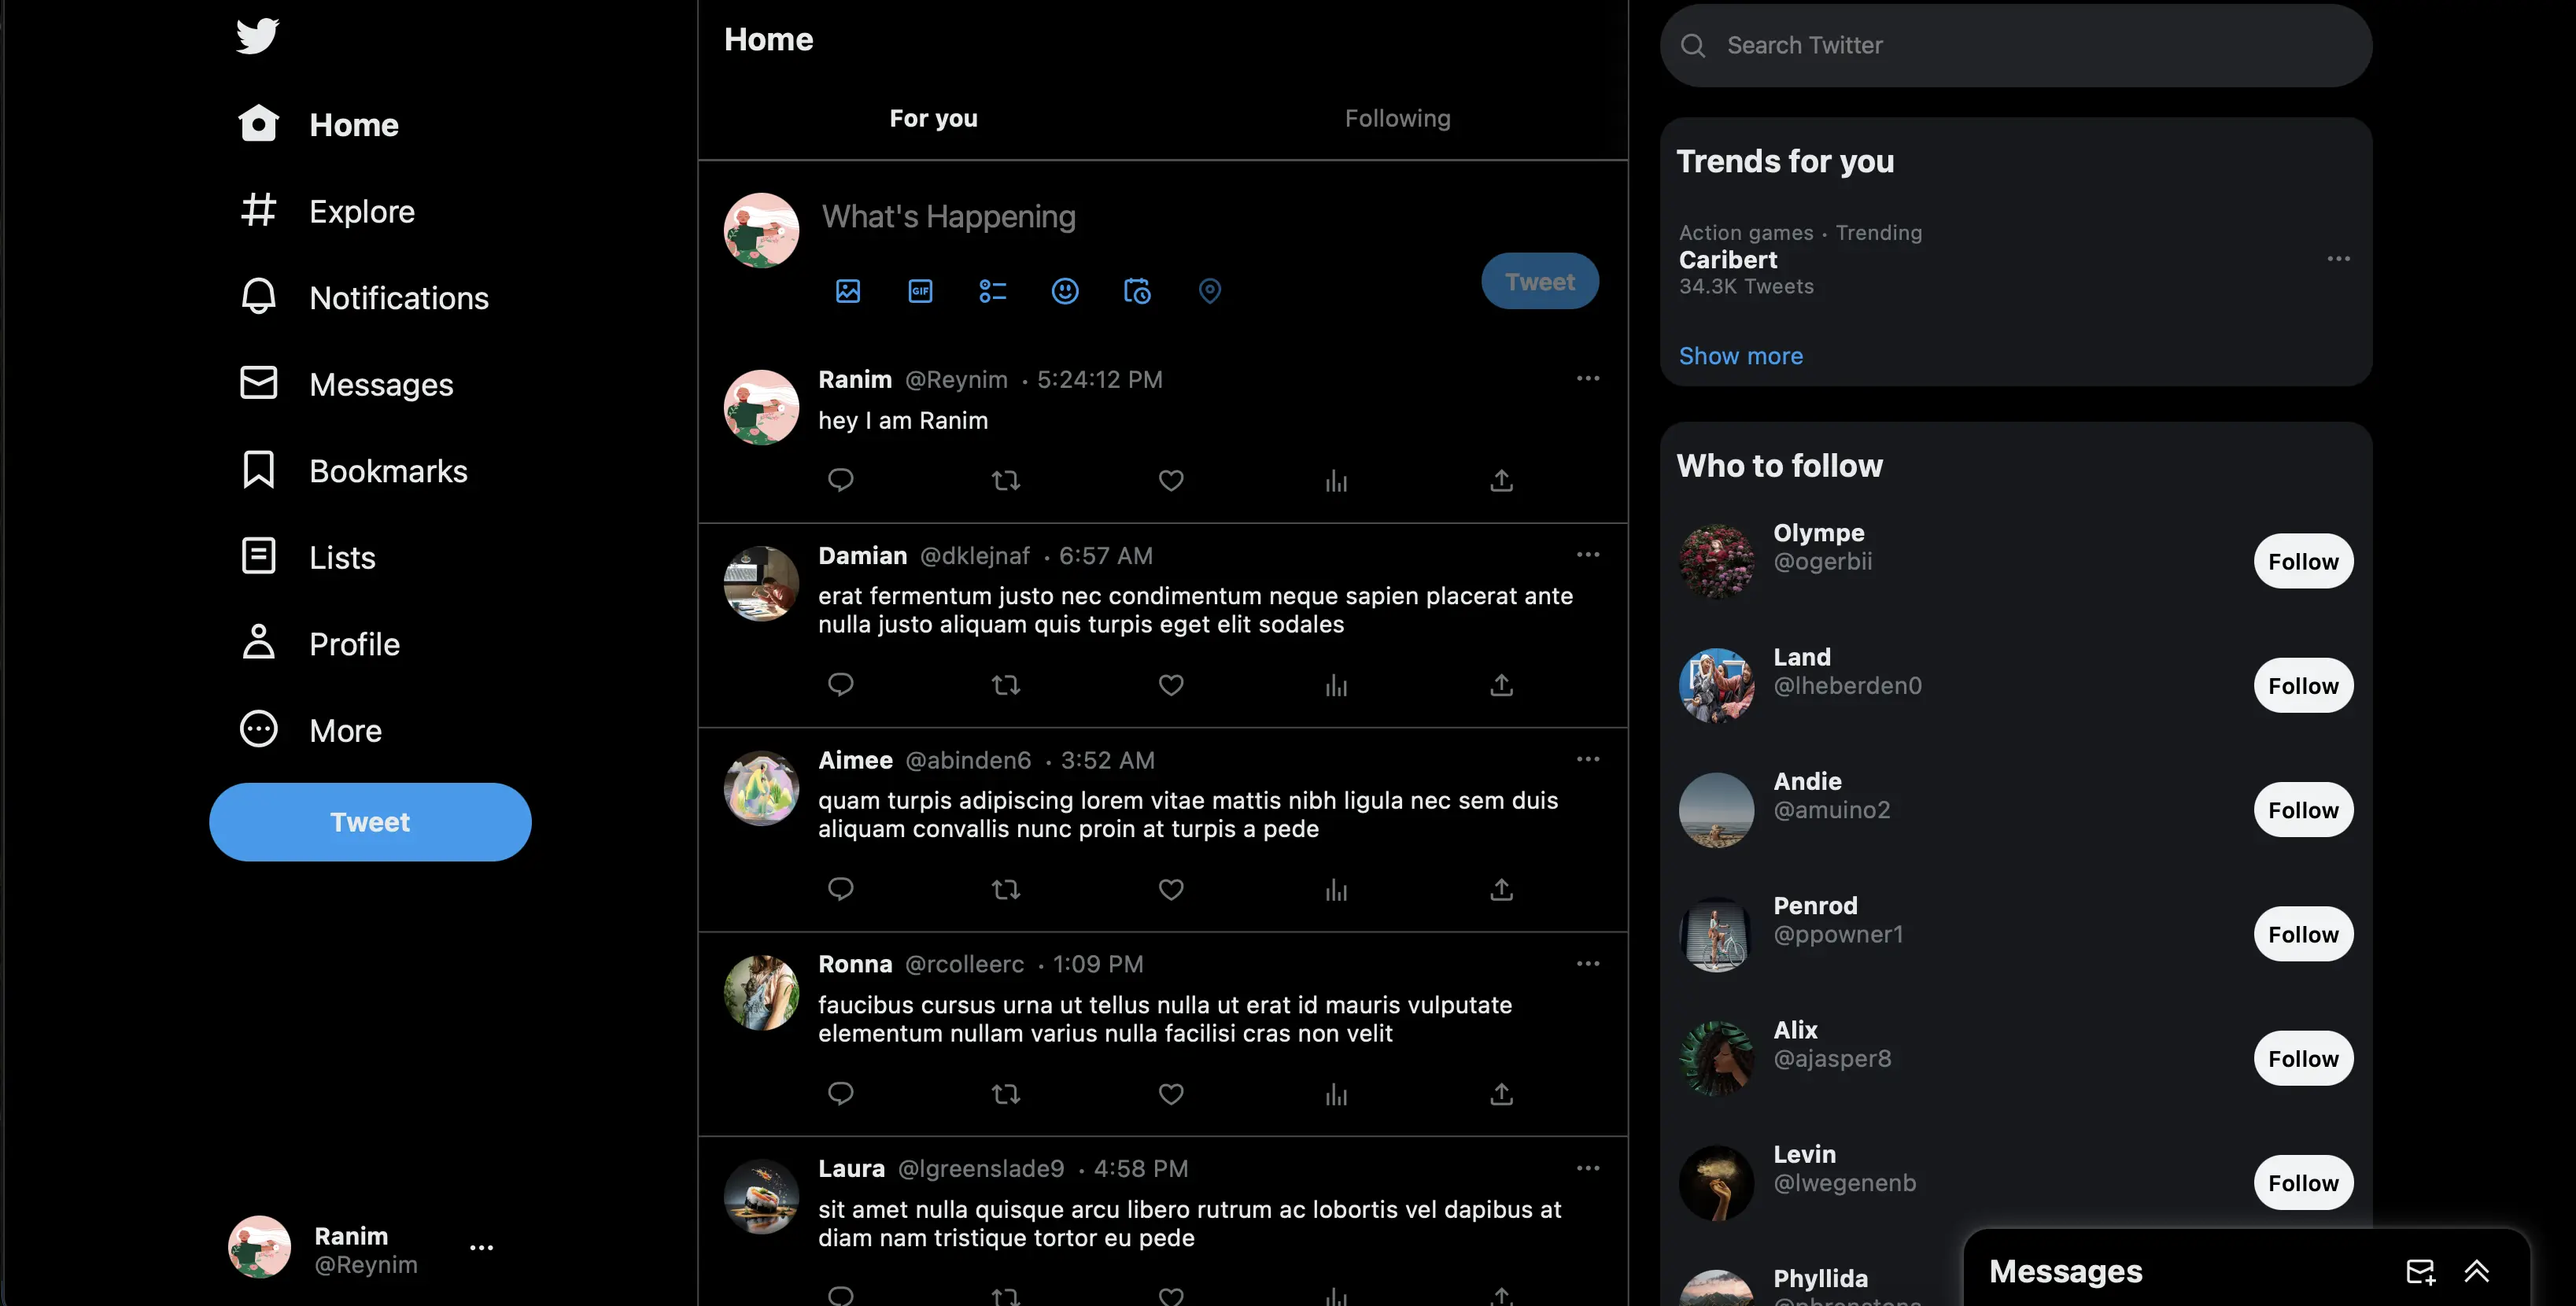 Home
Explore
Notifications
Messages
Bookmarks
Lists
Profile
More
Tweet
Ranim
@Reynim
Home
For you
Following
What's Happening
GIF
Tweet
Ranim @Reynim · 5:24:12 PM
hey I am Ranim
Damian @dklejnaf · 6:57 AM
erat fermentum justo nec condimentum neque sapien placerat ante
nulla justo aliquam quis turpis eget elit sodales
Aimee @abinden6 · 3:52 AM
quam turpis adipiscing lorem vitae mattis nibh ligula nec sem duis
aliquam convallis nunc proin at turpis a pede
Ronna @rcolleerc · 1:09 PM
faucibus cursus urna ut tellus nulla ut erat id mauris vulputate
elementum nullam varius nulla facilisi cras non velit
Laura @lgreenslade9 · 4:58 PM
sit amet nulla quisque arcu libero rutrum ac lobortis vel dapibus at
diam nam tristique tortor eu pede
Search Twitter
Trends for you
Action games · Trending
Caribert
34.3K Tweets
Show more
Who to follow
Olympe
@ogerbii
Follow
Land
@lheberden0
Follow
Andie
@amuino2
Follow
Penrod
@ppowner1
Follow
Alix
@ajasper8
Follow
Levin
@lwegenenb
Follow
Phyllida
Messages